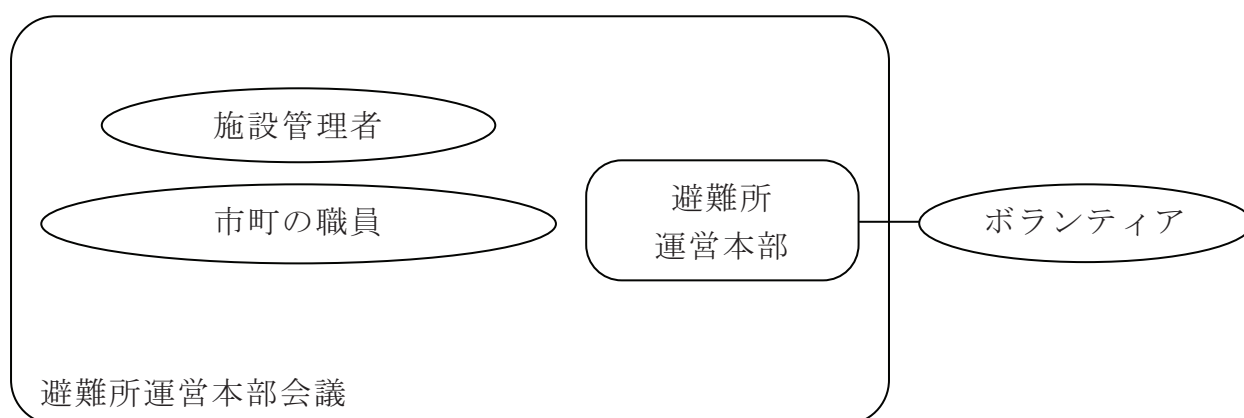 施設管理者
市町の職員
避難所
運営本部
ボランティア
避難所運営本部会議